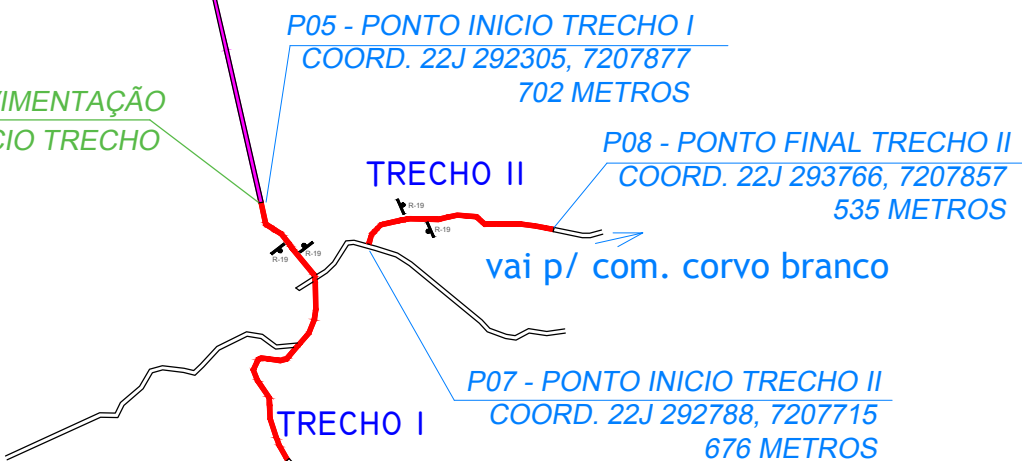 P05 - PONTO INICIO TRECHO I
COORD. 22J 292305, 7207877
702 METROS
VIMENTAÇÃO
CIO TRECHO
P08 - PONTO FINAL TRECHO II
COORD. 22J 293766, 7207857
535 METROS
TRECHO II
R-19
R-19
R-19
R-19
vai p/ com. corvo branco
P07 - PONTO INICIO TRECHO II
COORD. 22J 292788, 7207715
676 METROS
TRECHO I